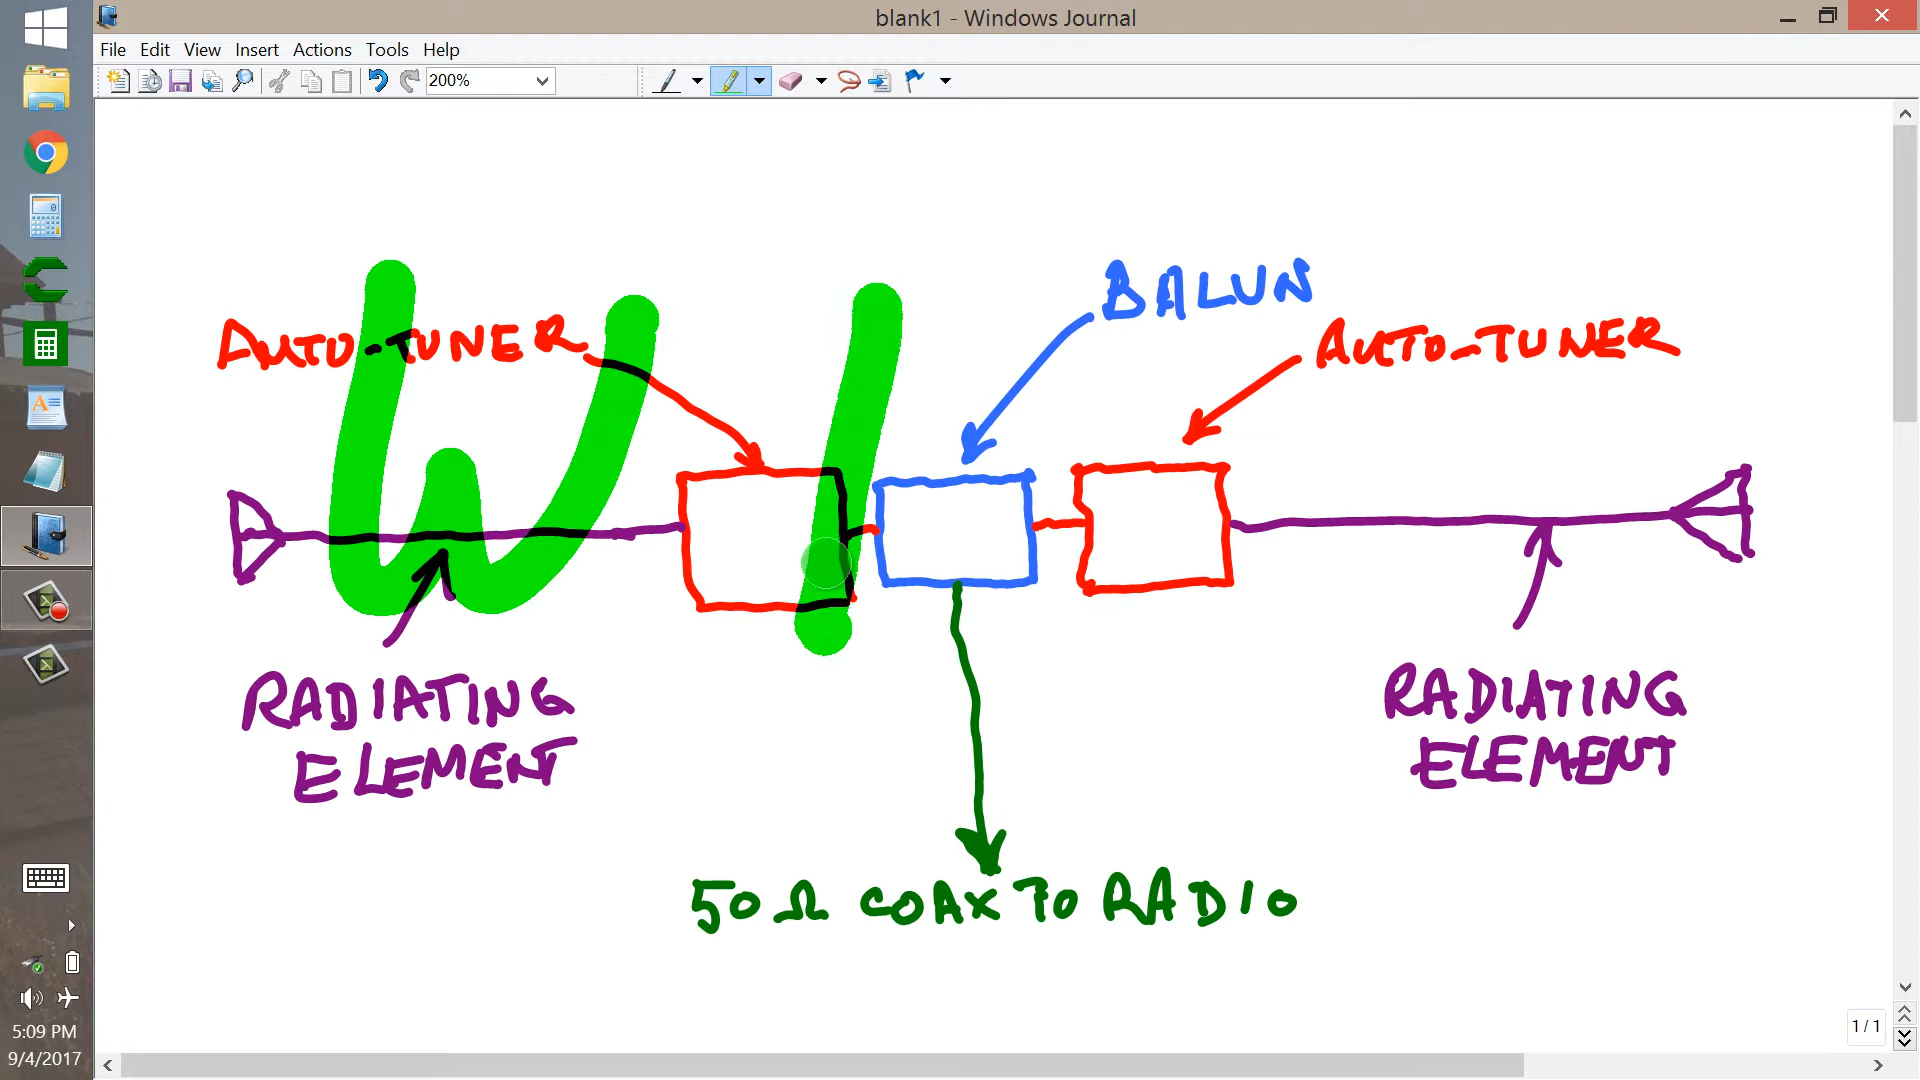 blank1 - Windows Journal
File Edit View Insert Actions Tools Help
200%
BALUN
AUTO-TUNER
AUTO-TUNER
W I
RADIATING
ELEMENT
RADIATING
ELEMENT
50 Ω COAX TO RADIO
1 / 1
5:09 PM
9/4/2017